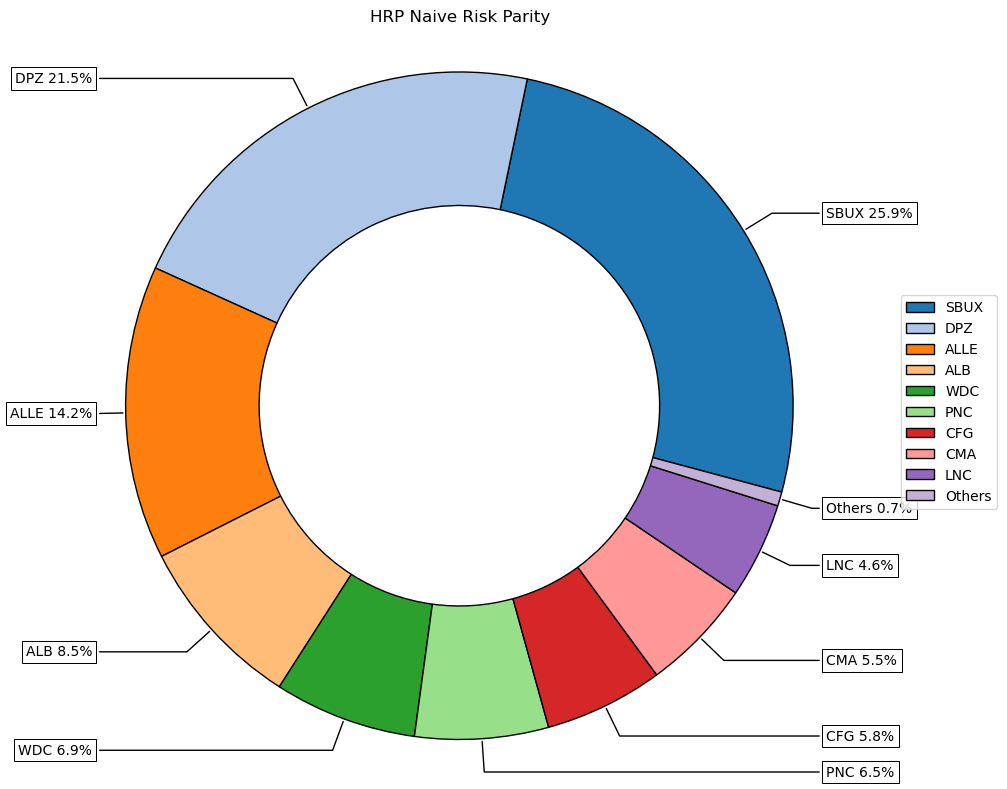 HRP Naive Risk Parity
DPZ 21.5%
SBUX 25.9%
SBUX
DPZ
ALLE
ALB
WDC
PNC
CFG
CMA
LNC
Others
ALLE 14.2%
Others 0.7%
LNC 4.6%
ALB 8.5%
CMA 5.5%
WDC 6.9%
CFG 5.8%
PNC 6.5%